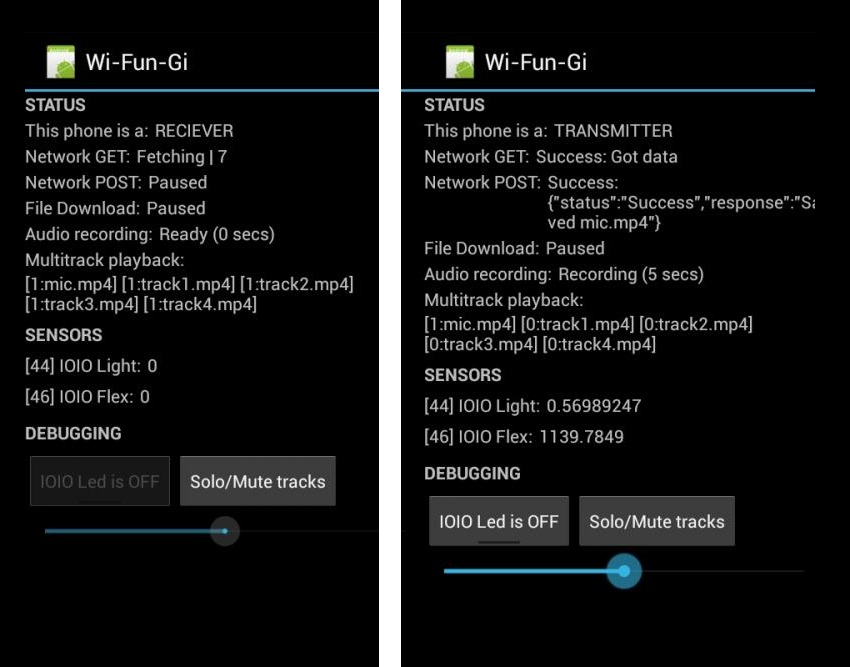 Wi-Fun-Gi
STATUS
This phone is a: RECIEVER
Network GET: Fetching | 7
Network POST: Paused
File Download: Paused
Audio recording: Ready (0 secs)
Multitrack playback:
[1:mic.mp4] [1:track1.mp4] [1:track2.mp4]
[1:track3.mp4] [1:track4.mp4]
SENSORS
[44] IOIO Light: 0
[46] IOIO Flex: 0
DEBUGGING
IOIO Led is OFF
Solo/Mute tracks
Wi-Fun-Gi
STATUS
This phone is a: TRANSMITTER
Network GET: Success: Got data
Network POST: Success:
{"status":"Success","response":"Sa
ved mic.mp4"}
File Download: Paused
Audio recording: Recording (5 secs)
Multitrack playback:
[1:mic.mp4] [0:track1.mp4] [0:track2.mp4]
[0:track3.mp4] [0:track4.mp4]
SENSORS
[44] IOIO Light: 0.56989247
[46] IOIO Flex: 1139.7849
DEBUGGING
IOIO Led is OFF
Solo/Mute tracks